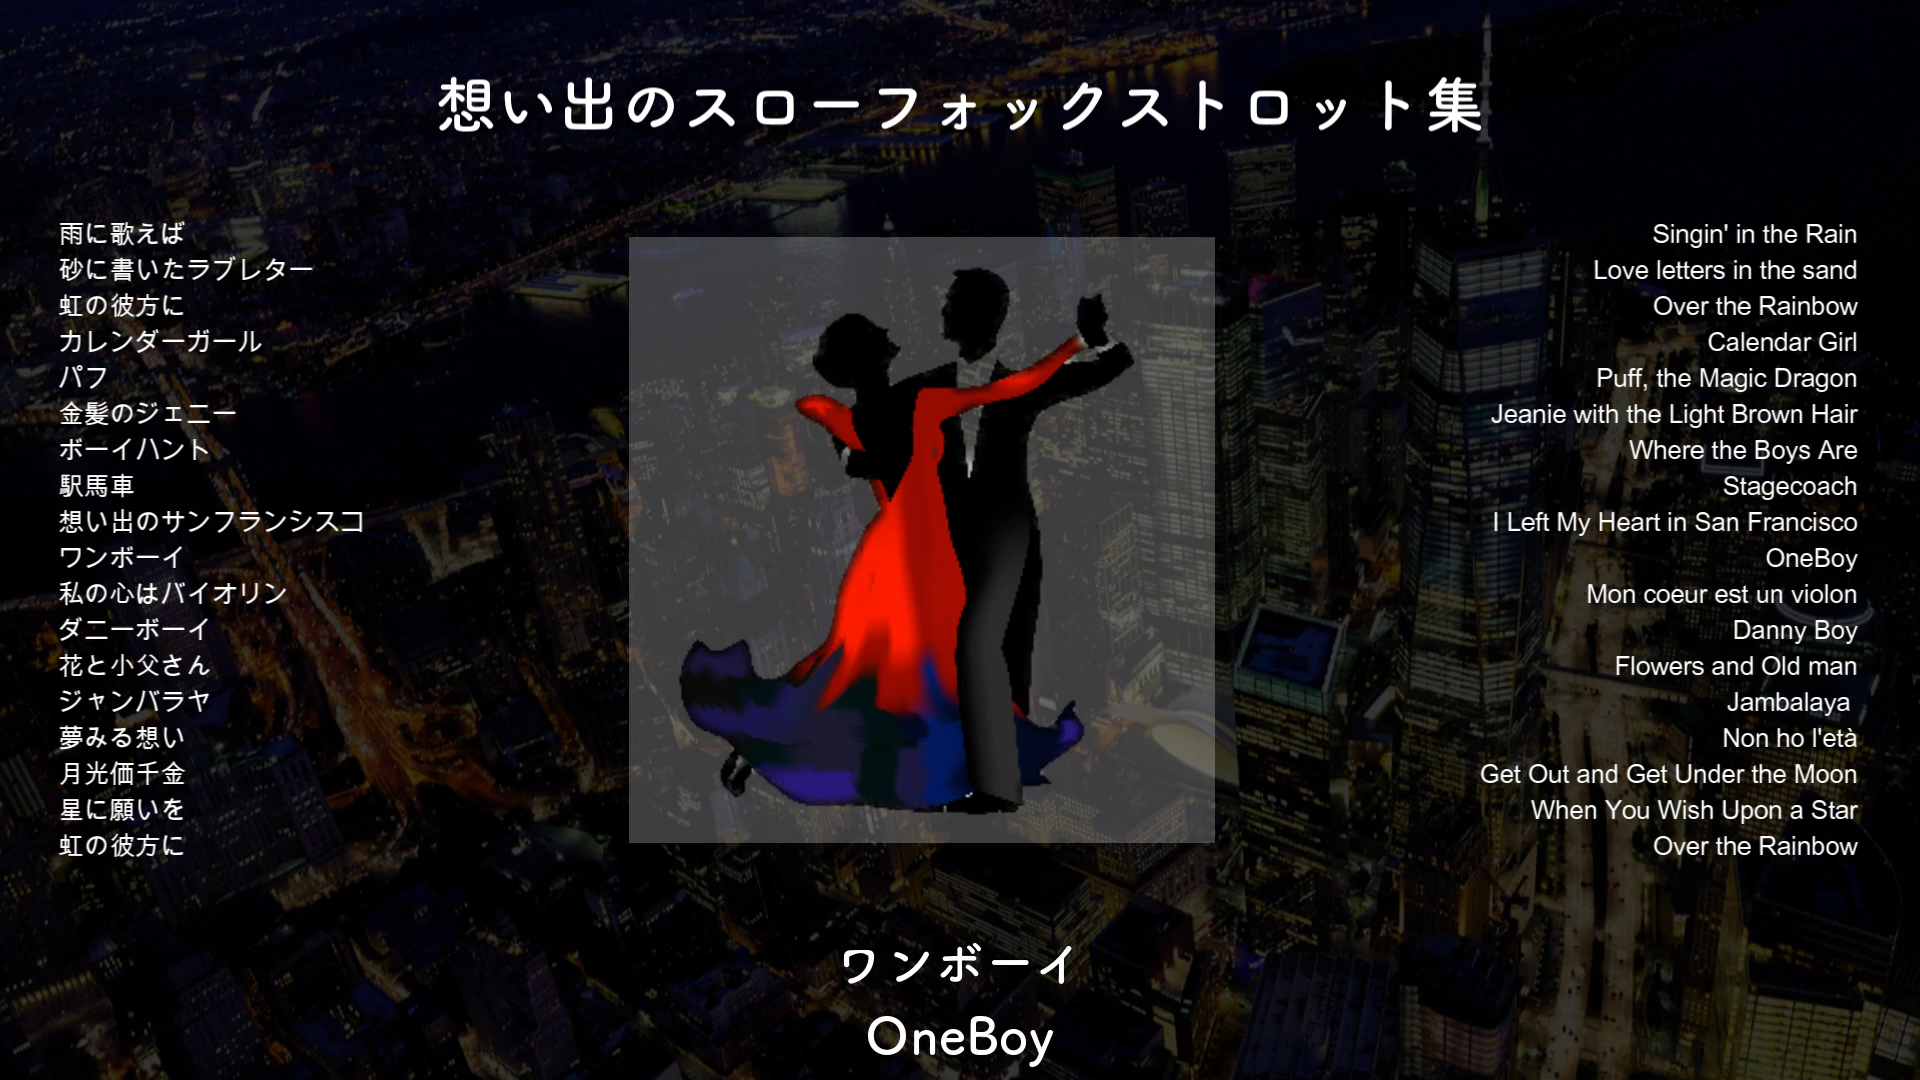 想い出のスローフォックストロット集
雨に歌えば
砂に書いたラブレター
虹の彼方に
カレンダーガール
パフ
金髪のジェニー
ボーイハント
駅馬車
想い出のサンフランシスコ
ワンボーイ
私の心はバイオリン
ダニーボーイ
花と小父さん
ジャンバラヤ
夢みる想い
月光価千金
星に願いを
虹の彼方に
Singin' in the Rain
Love letters in the sand
Over the Rainbow
Calendar Girl
Puff, the Magic Dragon
Jeanie with the Light Brown Hair
Where the Boys Are
Stagecoach
I Left My Heart in San Francisco
OneBoy
Mon coeur est un violon
Danny Boy
Flowers and Old man
Jambalaya
Non ho l'età
Get Out and Get Under the Moon
When You Wish Upon a Star
Over the Rainbow
ワンボーイ
OneBoy